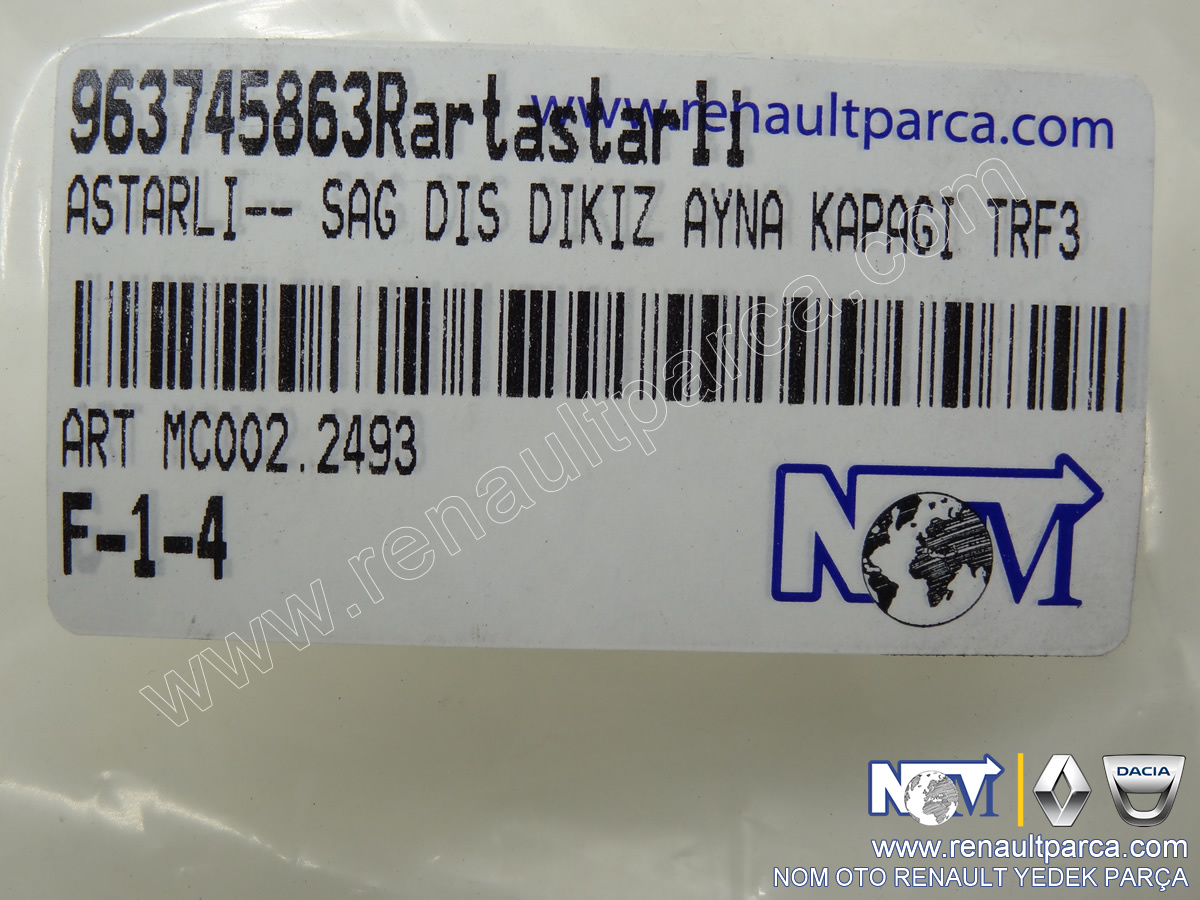 963745863Rartastarlı
www.renaultparca.com
ASTARLI-- SAG DIS DIKIZ AYNA KAPAGI TRF3
ART MC002.2493
F-1-4
NOM
www.renaultparca.com
NOM
DACIA
www.renaultparca.com
NOM OTO RENAULT YEDEK PARÇA